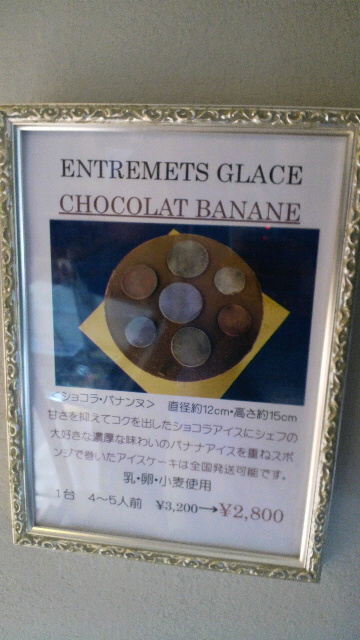 ENTREMETS GLACE
CHOCOLAT BANANE
<ショコラ・バナンヌ>　直径約12cm・高さ約15cm
甘さを抑えてコクを出したショコラアイスにシェフの
大好きな濃厚な味わいのバナナアイスを重ねスポ
ンジで巻いたアイスケーキは全国発送可能です。
乳・卵・小麦使用
1台　4〜5人前　¥3,200→¥2,800